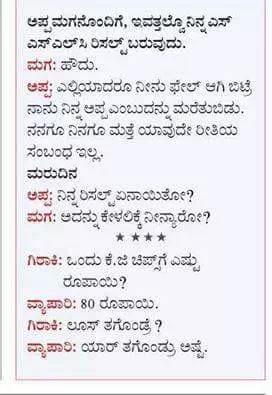 ಅಪ್ಪ ಮಗನೊಂದಿಗೆ, ಇವತ್ತಲ್ವೊ ನಿನ್ನ ಎಸ್
ಎಸ್ಎಲ್‌ಸಿ ರಿಸಲ್ಟ್ ಬರುವುದು.
ಮಗ: ಹೌದು.
ಅಪ್ಪ: ಎಲ್ಲಿಯಾದರೂ ನೀನು ಫೇಲ್ ಆಗಿ ಬಿಟ್ರೆ
ನಾನು ನಿನ್ನ ಅಪ್ಪ ಎಂಬುದನ್ನು ಮರೆತುಬಿಡು.
ನನಗೂ ನಿನಗೂ ಮತ್ತೆ ಯಾವುದೇ ರೀತಿಯ
ಸಂಬಂಧ ಇಲ್ಲ.
ಮರುದಿನ
ಅಪ್ಪ: ನಿನ್ನ ರಿಸಲ್ಟ್ ಏನಾಯಿತೋ?
ಮಗ: ಅದನ್ನು ಕೇಳಲಿಕ್ಕೆ ನೀನ್ಯಾರೋ?
★ ★ ★ ★
ಗಿರಾಕಿ: ಒಂದು ಕೆ.ಜಿ ಚಿಪ್ಸ್‌ಗೆ ಎಷ್ಟು
ರೂಪಾಯಿ?
ವ್ಯಾಪಾರಿ: 80 ರೂಪಾಯಿ.
ಗಿರಾಕಿ: ಲೂಸ್ ತಗೊಂಡ್ರೆ ?
ವ್ಯಾಪಾರಿ: ಯಾರ್ ತಗೊಂಡ್ರು ಅಷ್ಟೆ.